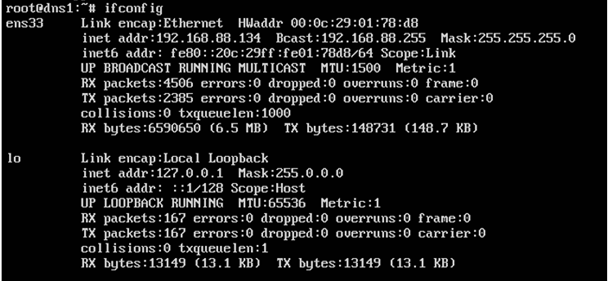 root@dns1:~# ifconfig
ens33     Link encap:Ethernet  HWaddr 00:0c:29:01:78:d8
          inet addr:192.168.88.134  Bcast:192.168.88.255  Mask:255.255.255.0
          inet6 addr: fe80::20c:29ff:fe01:78d8/64 Scope:Link
          UP BROADCAST RUNNING MULTICAST  MTU:1500  Metric:1
          RX packets:4506 errors:0 dropped:0 overruns:0 frame:0
          TX packets:2385 errors:0 dropped:0 overruns:0 carrier:0
          collisions:0 txqueuelen:1000
          RX bytes:6590650 (6.5 MB)  TX bytes:148731 (148.7 KB)

lo        Link encap:Local Loopback
          inet addr:127.0.0.1  Mask:255.0.0.0
          inet6 addr: ::1/128 Scope:Host
          UP LOOPBACK RUNNING  MTU:65536  Metric:1
          RX packets:167 errors:0 dropped:0 overruns:0 frame:0
          TX packets:167 errors:0 dropped:0 overruns:0 carrier:0
          collisions:0 txqueuelen:1
          RX bytes:13149 (13.1 KB)  TX bytes:13149 (13.1 KB)